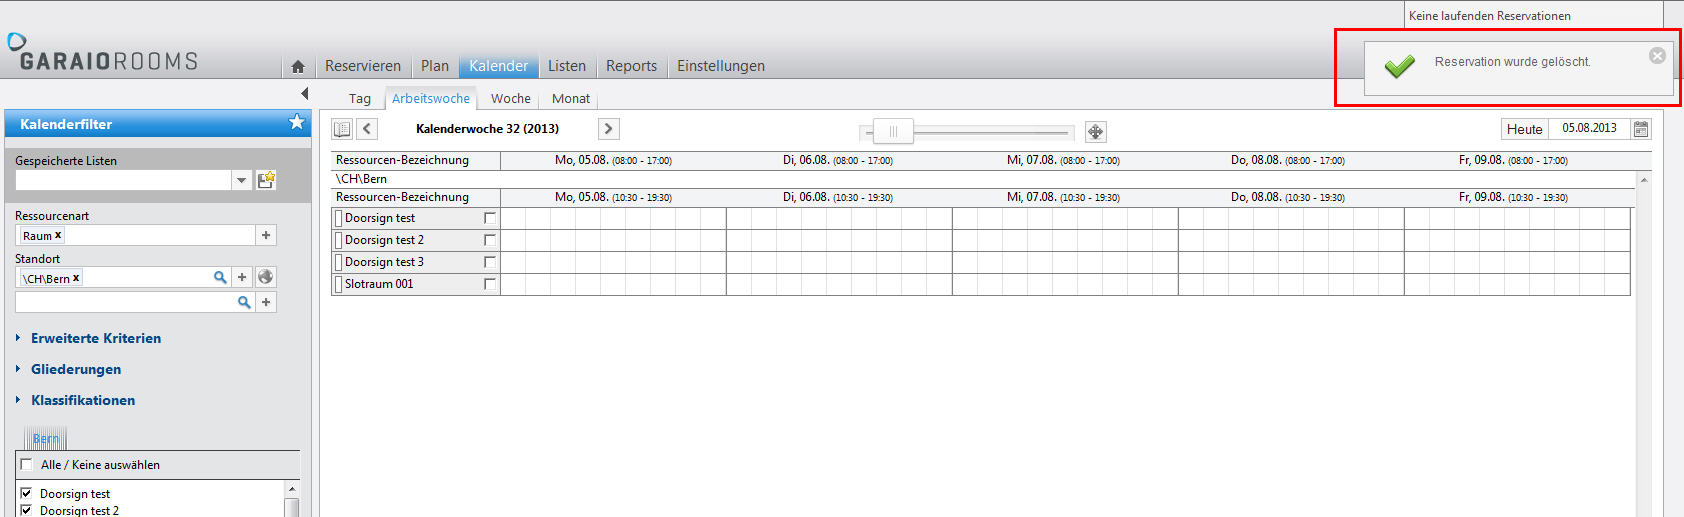 Keine laufenden Reservationen
Reservation wurde gelöscht.
GARAIOROOMS
Reservieren Plan Kalender Listen Reports Einstellungen
Tag Arbeitswoche Woche Monat
Kalenderfilter
Gespeicherte Listen
Ressourcenart
Raum x
Standort
\CH\Bern x
Erweiterte Kriterien
Gliederungen
Klassifikationen
Bern
Alle / Keine auswählen
Doorsign test
Doorsign test 2
Kalenderwoche 32 (2013)
Heute 05.08.2013
Ressourcen-Bezeichnung Mo, 05.08. (08:00 - 17:00) Di, 06.08. (08:00 - 17:00) Mi, 07.08. (08:00 - 17:00) Do, 08.08. (08:00 - 17:00) Fr, 09.08. (08:00 - 17:00)
\CH\Bern
Ressourcen-Bezeichnung Mo, 05.08. (10:30 - 19:30) Di, 06.08. (10:30 - 19:30) Mi, 07.08. (10:30 - 19:30) Do, 08.08. (10:30 - 19:30) Fr, 09.08. (10:30 - 19:30)
Doorsign test
Doorsign test 2
Doorsign test 3
Slotraum 001